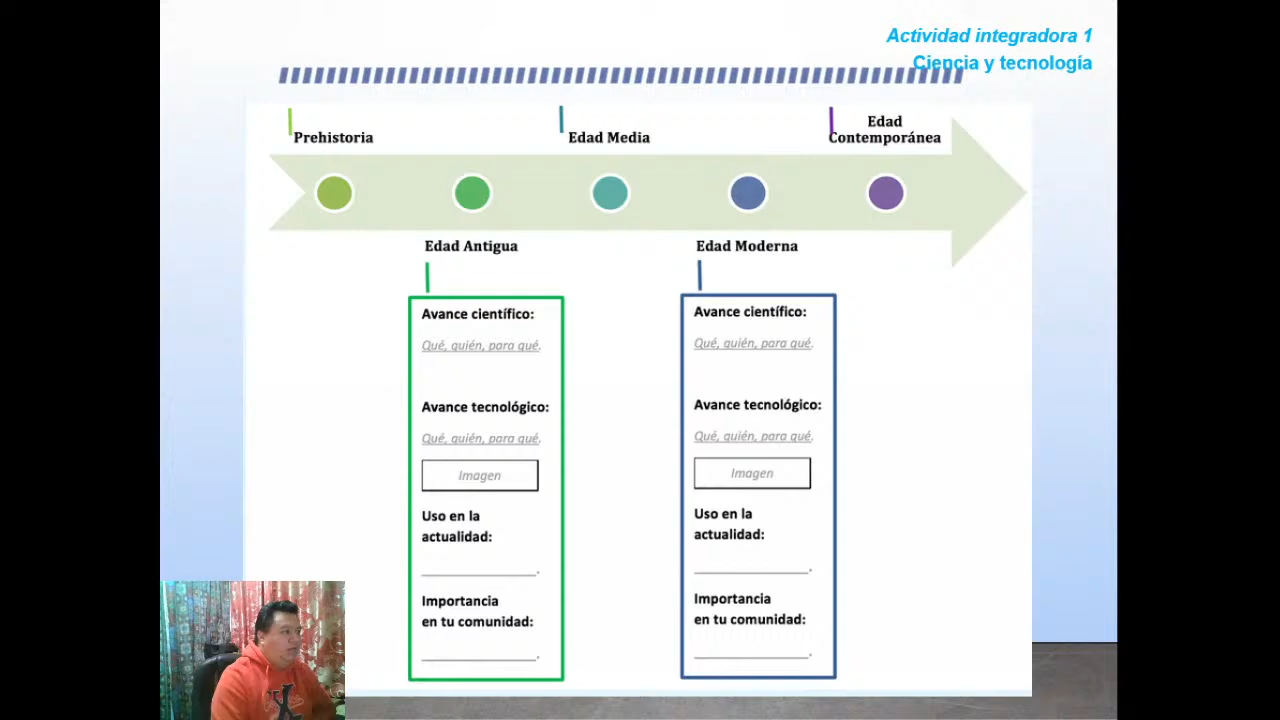 Actividad integradora 1
Ciencia y tecnología
Prehistoria
Edad Media
Edad
Contemporánea
Edad Antigua
Edad Moderna
Avance científico:
Qué, quién, para qué.
Avance tecnológico:
Qué, quién, para qué.
Imagen
Uso en la
actualidad:
Importancia
en tu comunidad:
Avance científico:
Qué, quién, para qué.
Avance tecnológico:
Qué, quién, para qué.
Imagen
Uso en la
actualidad:
Importancia
en tu comunidad: